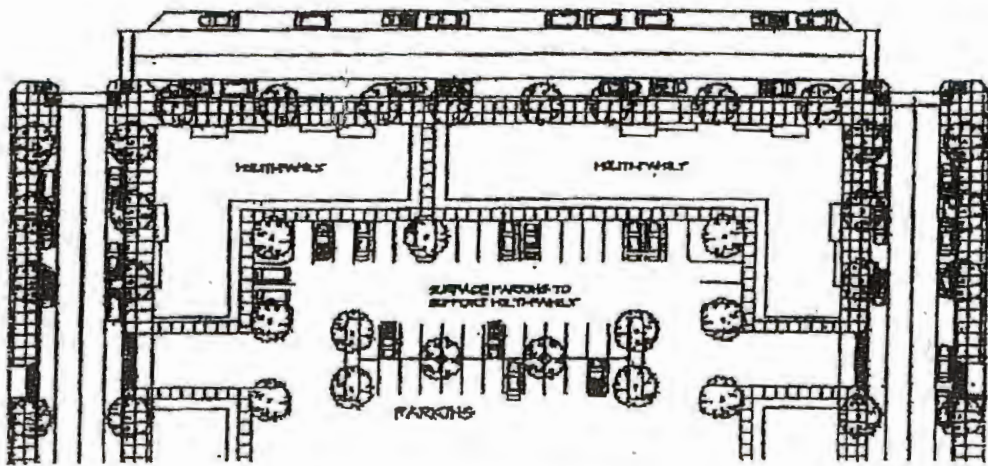 MULTI-FAMILY
MULTI-FAMILY
SURFACE PARKING TO
SUPPORT MULTI-FAMILY
PARKING